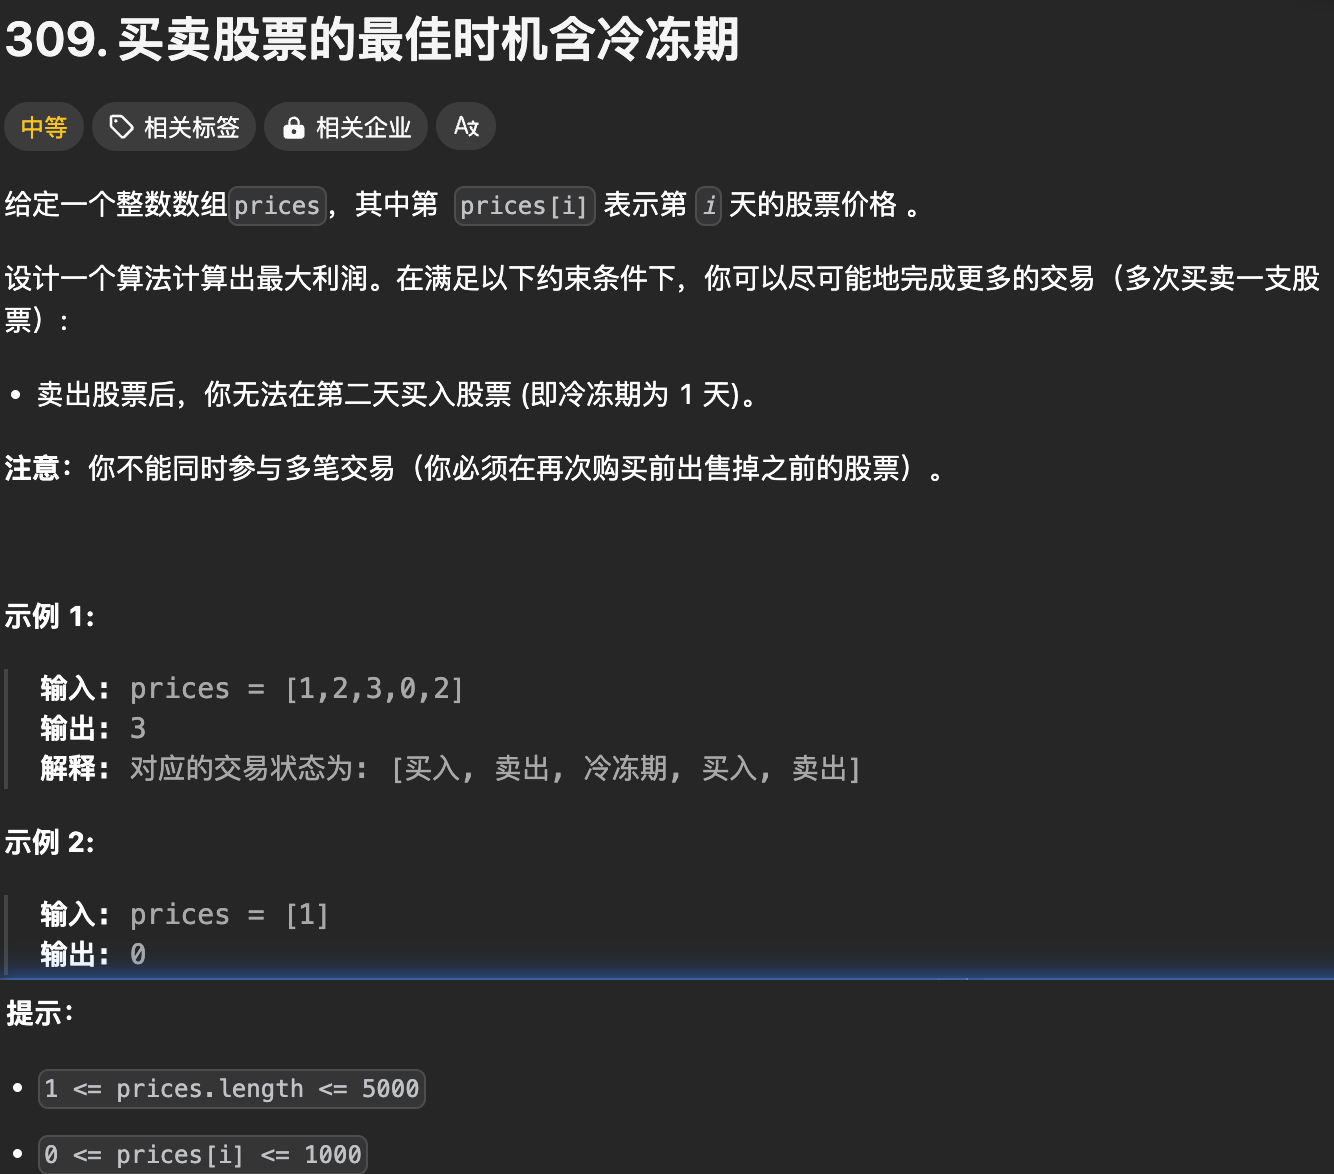 309. 买卖股票的最佳时机含冷冻期
中等 相关标签 相关企业 A文
给定一个整数数组prices，其中第 prices[i] 表示第 i 天的股票价格 。
设计一个算法计算出最大利润。在满足以下约束条件下，你可以尽可能地完成更多的交易（多次买卖一支股
票）:
• 卖出股票后，你无法在第二天买入股票 (即冷冻期为 1 天)。
注意：你不能同时参与多笔交易（你必须在再次购买前出售掉之前的股票）。
示例 1:
输入: prices = [1,2,3,0,2]
输出: 3
解释: 对应的交易状态为: [买入, 卖出, 冷冻期, 买入, 卖出]
示例 2:
输入: prices = [1]
输出: 0
提示：
• 1 <= prices.length <= 5000
• 0 <= prices[i] <= 1000